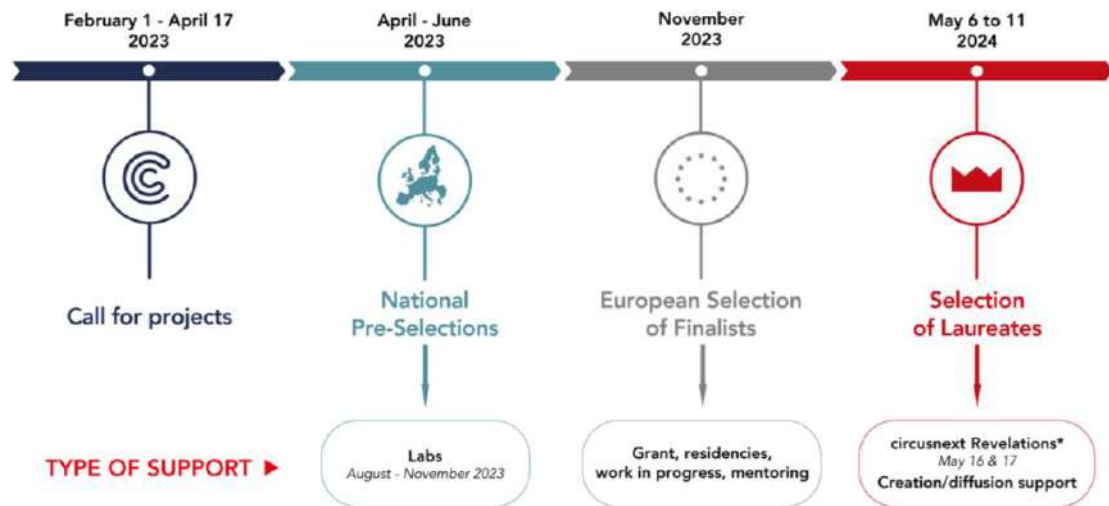 February 1 - April 17
2023
April - June
2023
November
2023
May 6 to 11
2024
Call for projects
National
Pre-Selections
European Selection
of Finalists
Selection
of Laureates
TYPE OF SUPPORT ►
Labs
August - November 2023
Grant, residencies,
work in progress, mentoring
circusnext Revelations*
May 16 & 17
Creation/diffusion support